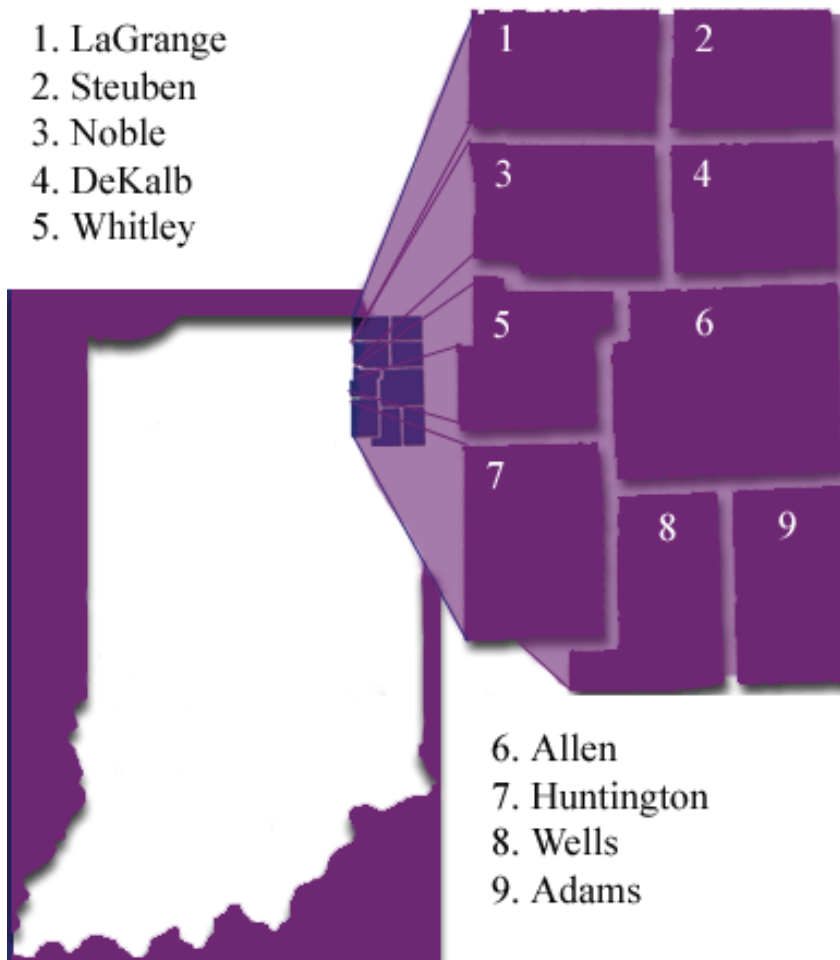 1. LaGrange
2. Steuben
3. Noble
4. DeKalb
5. Whitley
1
2
3
4
5
6
7
8
9
6. Allen
7. Huntington
8. Wells
9. Adams